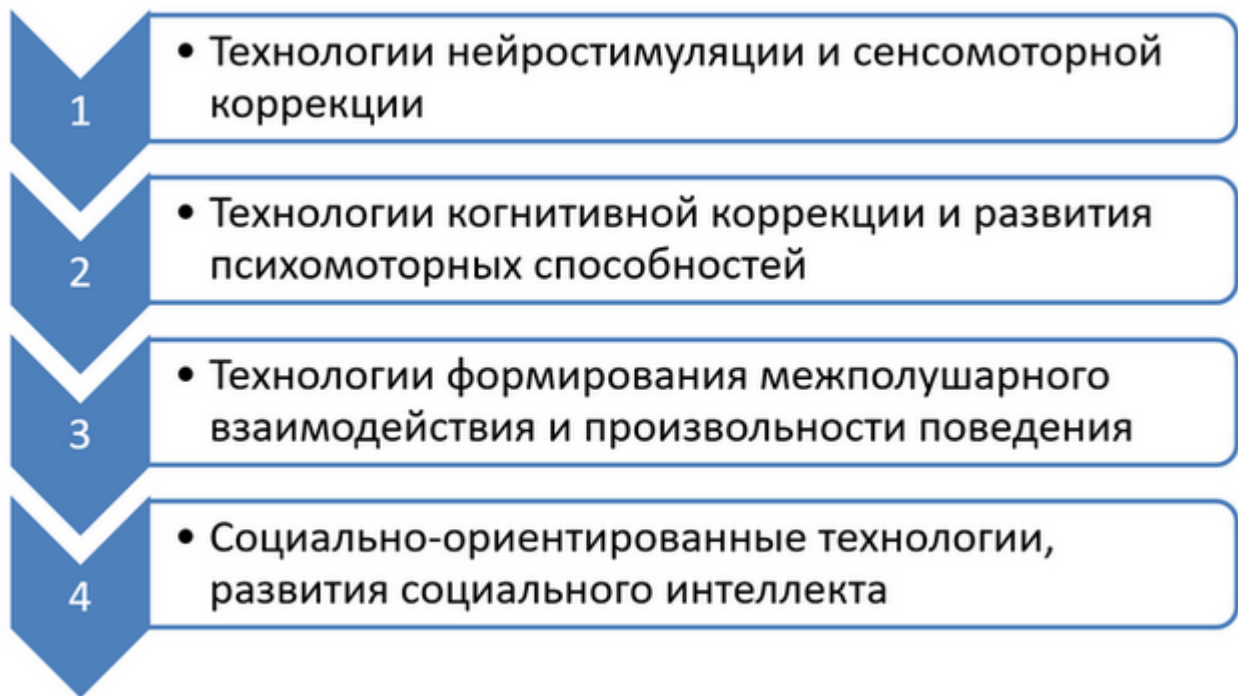 1
• Технологии нейростимуляции и сенсомоторной
коррекции
2
• Технологии когнитивной коррекции и развития
психомоторных способностей
3
• Технологии формирования межполушарного
взаимодействия и произвольности поведения
4
• Социально-ориентированные технологии,
развития социального интеллекта